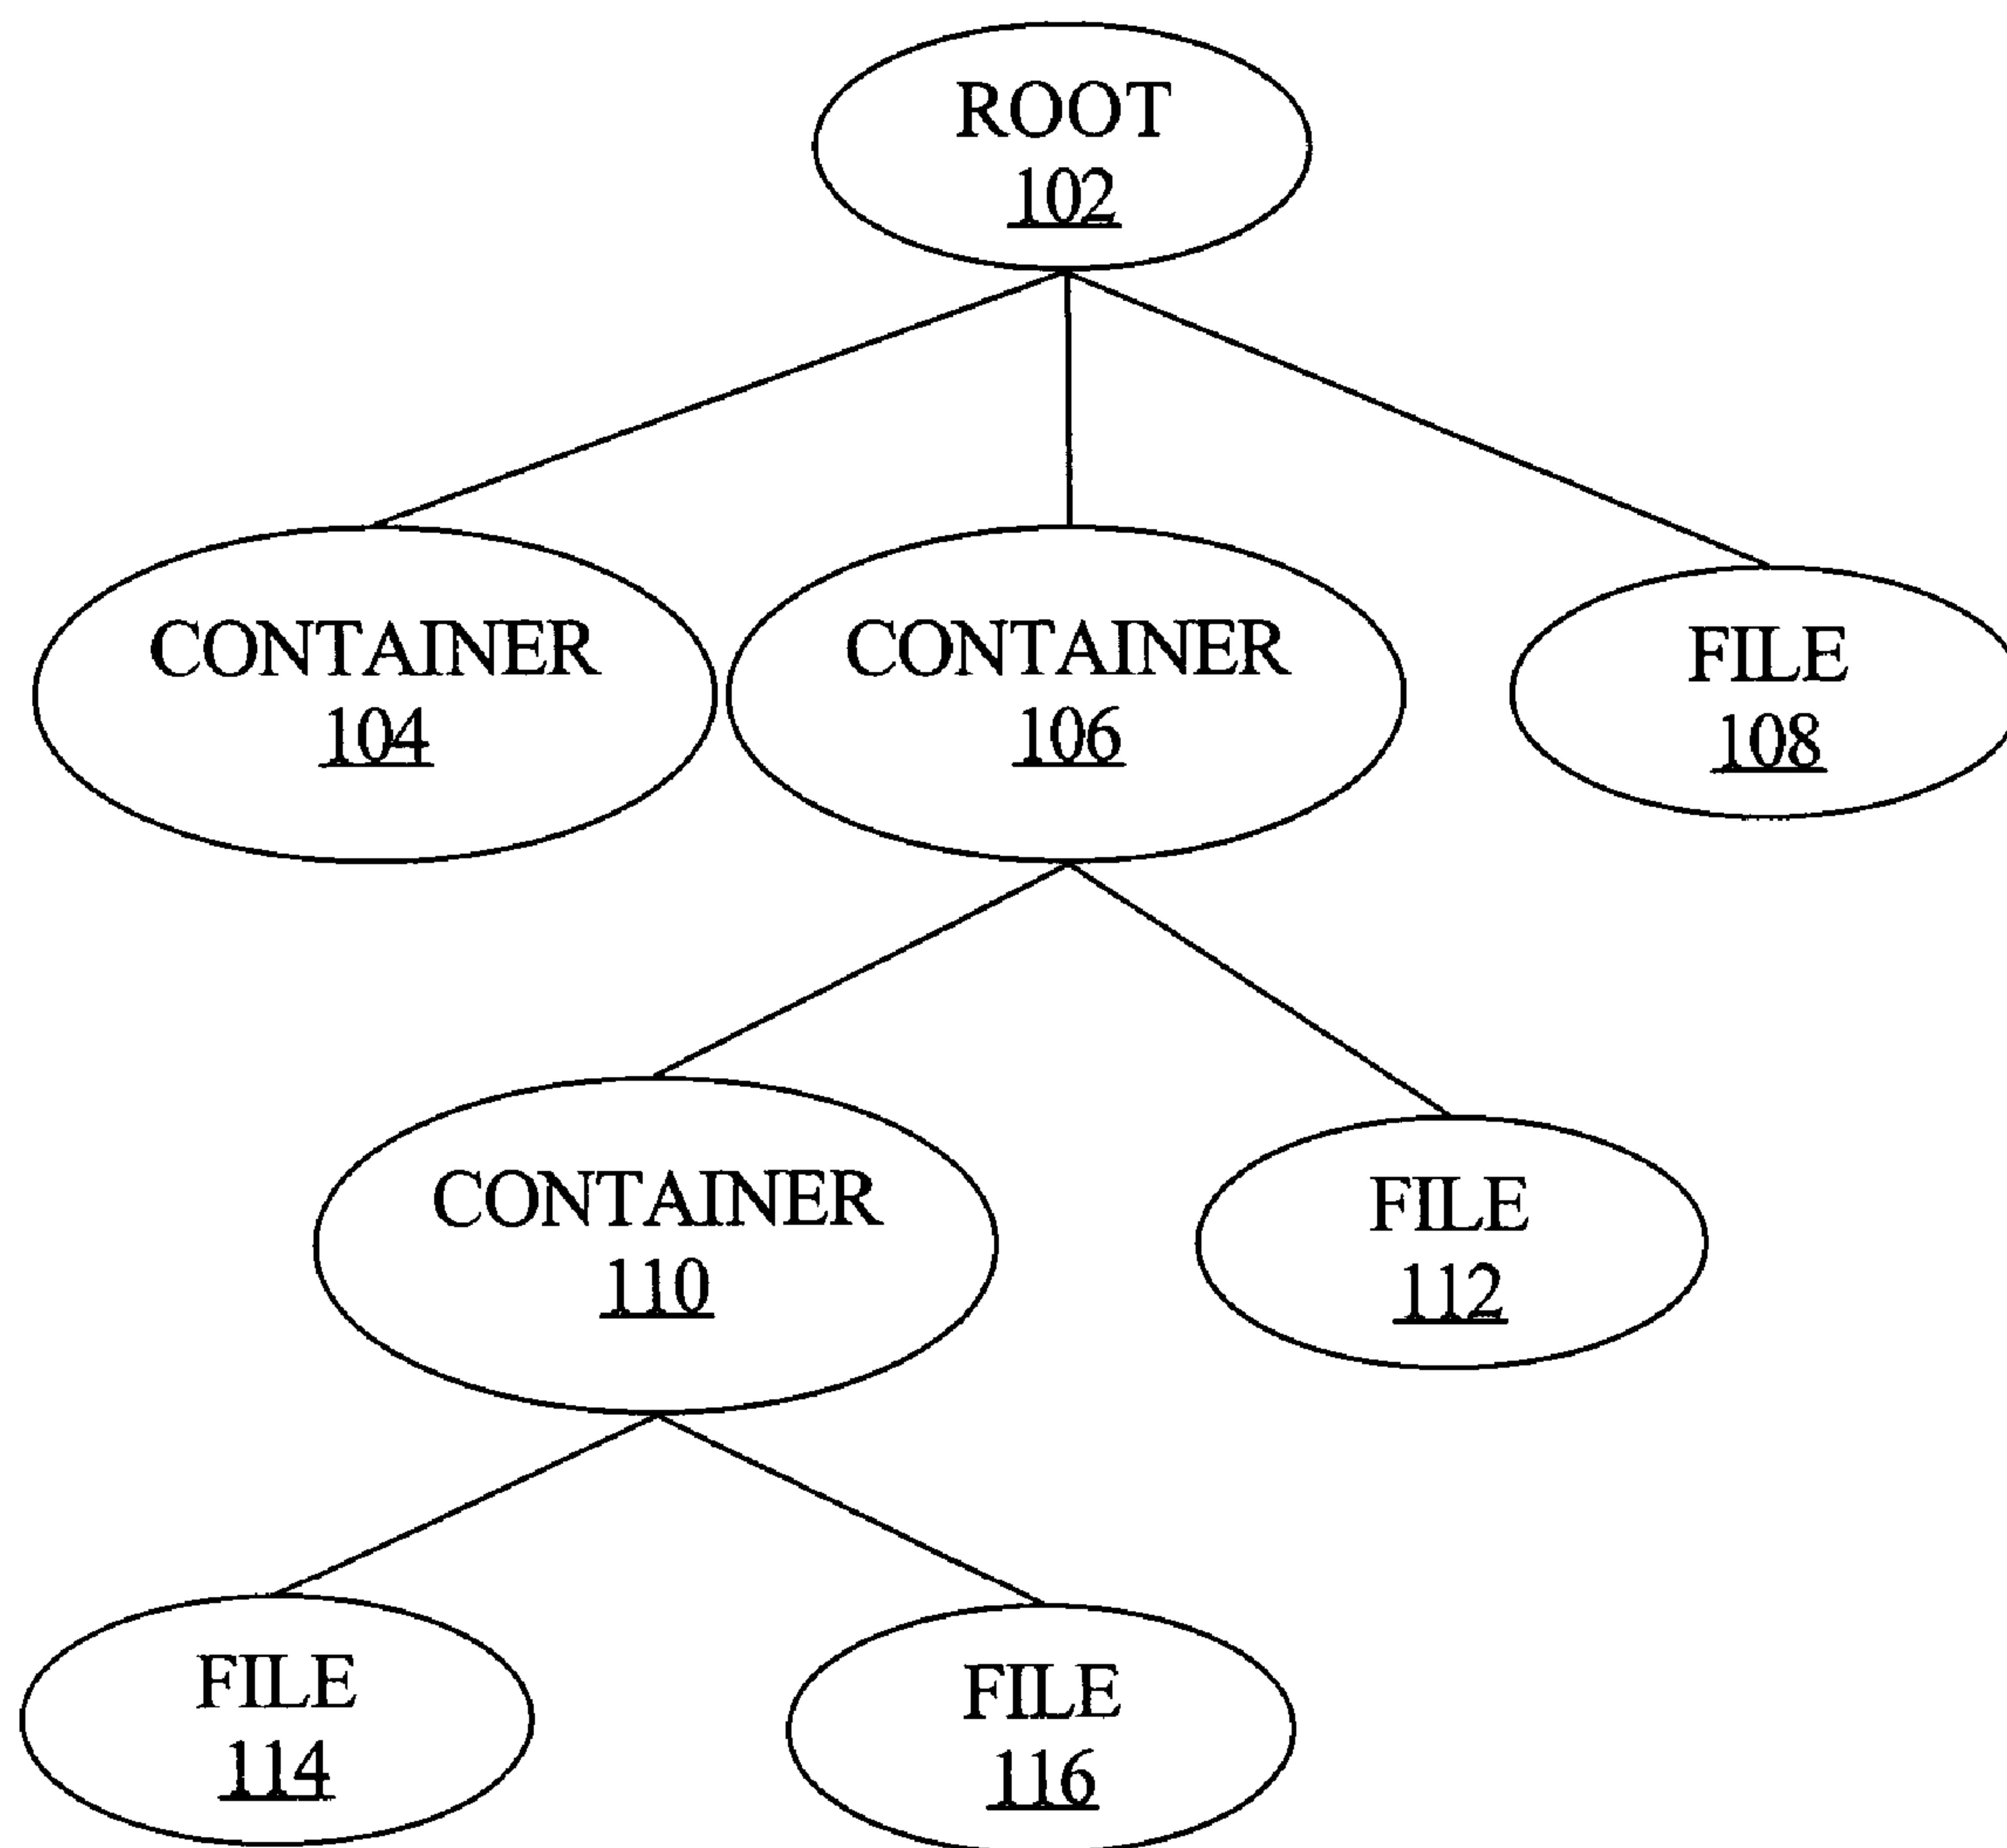 ROOT
102
CONTAINER
104
CONTAINER
106
FILE
108
CONTAINER
110
FILE
112
FILE
114
FILE
116